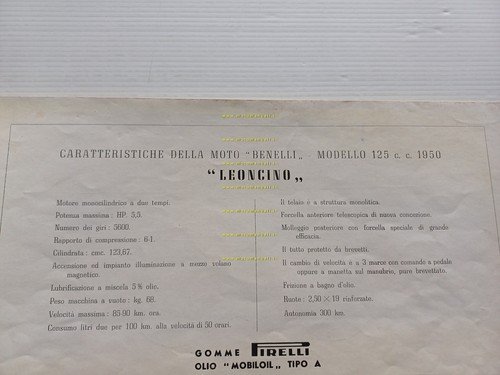 CARATTERISTICHE DELLA MOTO "BENELLI„ - MODELLO 125 c. c. 1950
"LEONCINO„
Motore monocilindrico a due tempi.
Potenza massima: HP. 5,5.
Numero dei giri: 5600.
Rapporto di compressione: 6-1.
Cilindrata: cmc. 123,67.
Accensione ed impianto illuminazione a mezzo volano
magnetico.
Lubrificazione a miscela 5% olio.
Peso macchina a vuoto: kg. 68.
Velocità massima: 85-90 km. ora.
Consumo litri due per 100 km. alla velocità di 50 orari.
Il telaio è a struttura monolitica.
Forcella anteriore telescopica di nuova concezione.
Molleggio posteriore con forcella speciale di grande
efficacia.
Il tutto protetto da brevetti.
Il cambio di velocità è a 3 marce con comando a pedale
oppure a manetta sul manubrio, pure brevettato.
Frizione a bagno d'olio.
Ruote: 2,50 × 19 rinforzate.
Autonomia 300 km.
GOMME PIRELLI
OLIO "MOBILOIL„ TIPO A